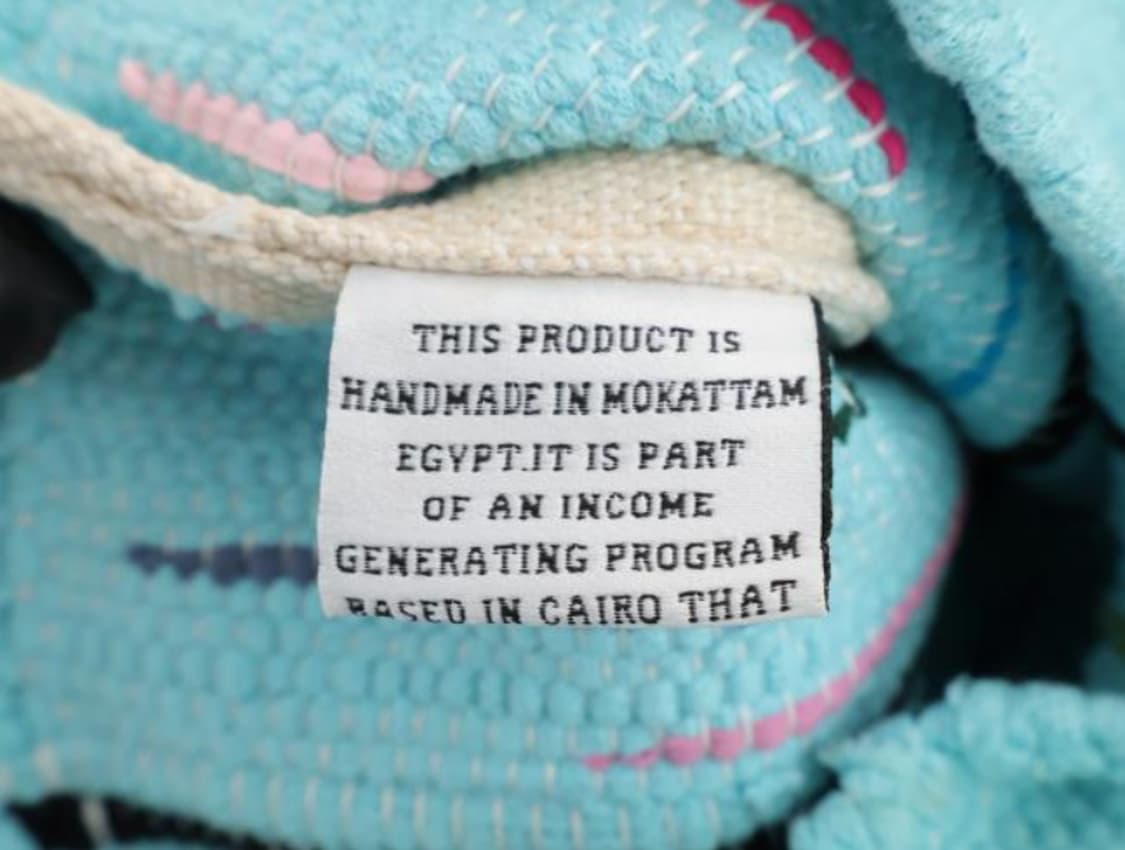 THIS PRODUCT IS
HANDMADE IN MOKATTAM
EGYPT.IT IS PART
OF AN INCOME
GENERATING PROGRAM
BASED IN CAIRO THAT